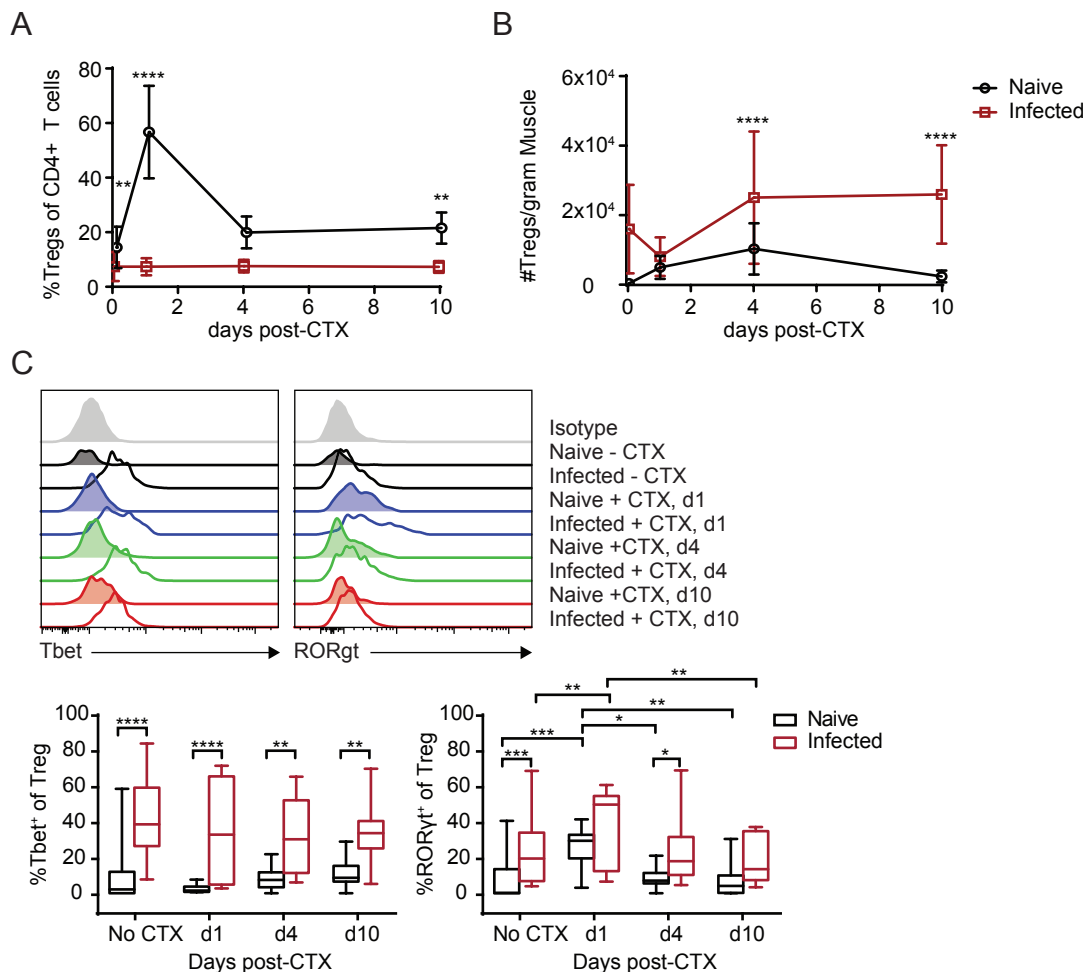 A
%Tregs of CD4+ T cells
80
60
40
20
0
****
**
**
0 2 4 6 8 10
days post-CTX
B
#Tregs/gram Muscle
6x10⁴
4x10⁴
2x10⁴
0
****
****
0 2 4 6 8 10
days post-CTX
Naive
Infected
C
Isotype
Naive - CTX
Infected - CTX
Naive + CTX, d1
Infected + CTX, d1
Naive +CTX, d4
Infected + CTX, d4
Naive +CTX, d10
Infected + CTX, d10
Tbet
RORgt
%Tbet⁺ of Treg
100
80
60
40
20
0
**** **** ** **
No CTX d1 d4 d10
Days post-CTX
%RORγt⁺ of Treg
100
80
60
40
20
0
** **
**
*** *
*** *
No CTX d1 d4 d10
Days post-CTX
Naive
Infected